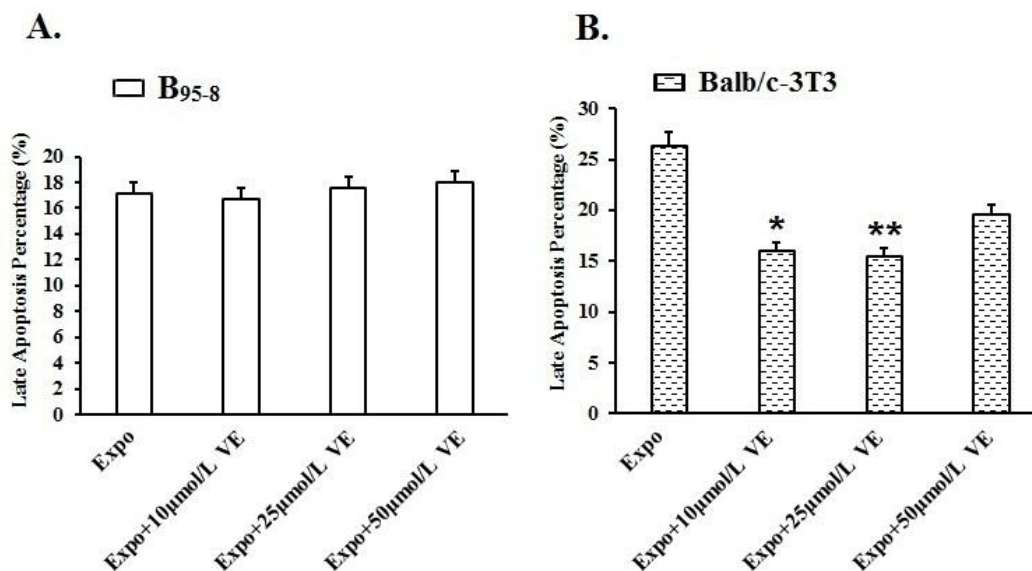 A.
B95-8
Late Apoptosis Percentage (%)
20
18
16
14
12
10
8
6
4
2
0
Expo
Expo+10μmol/L VE
Expo+25μmol/L VE
Expo+50μmol/L VE
B.
Balb/c-3T3
Late Apoptosis Percentage (%)
30
25
20
15
10
5
0
*
**
Expo
Expo+10μmol/L VE
Expo+25μmol/L VE
Expo+50μmol/L VE